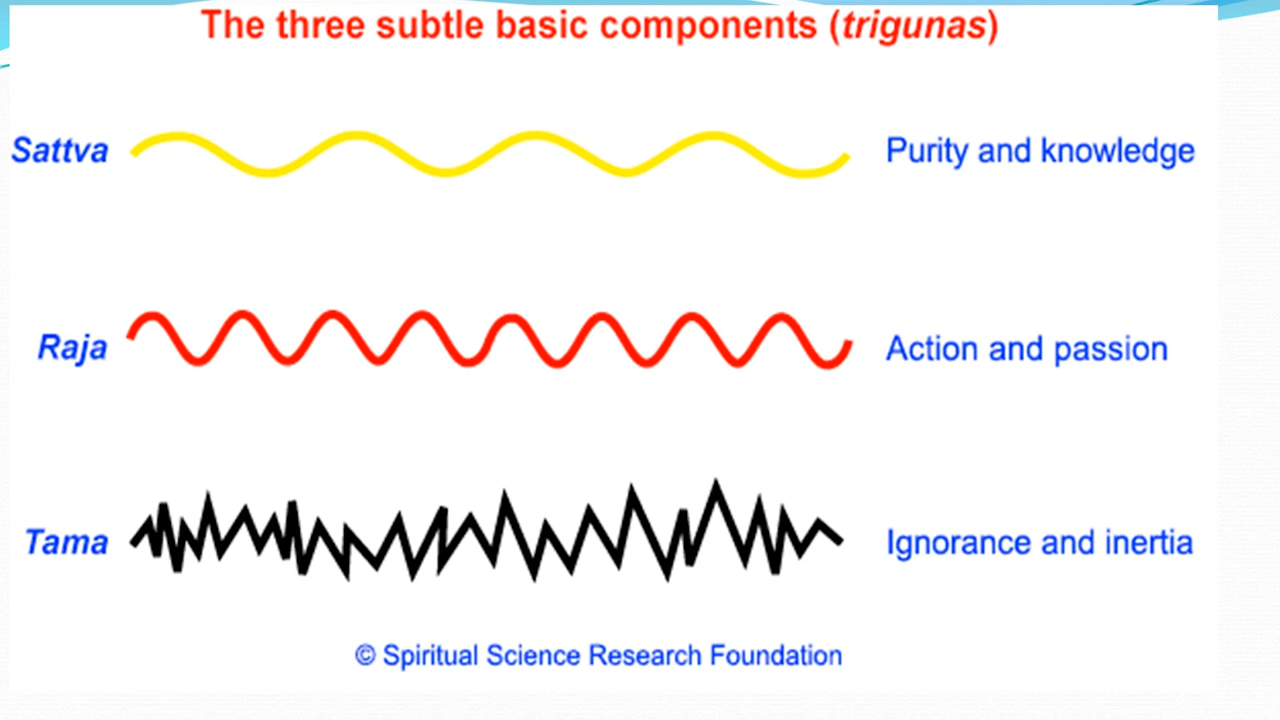 The three subtle basic components (trigunas)
Sattva Purity and knowledge
Raja Action and passion
Tama Ignorance and inertia
© Spiritual Science Research Foundation